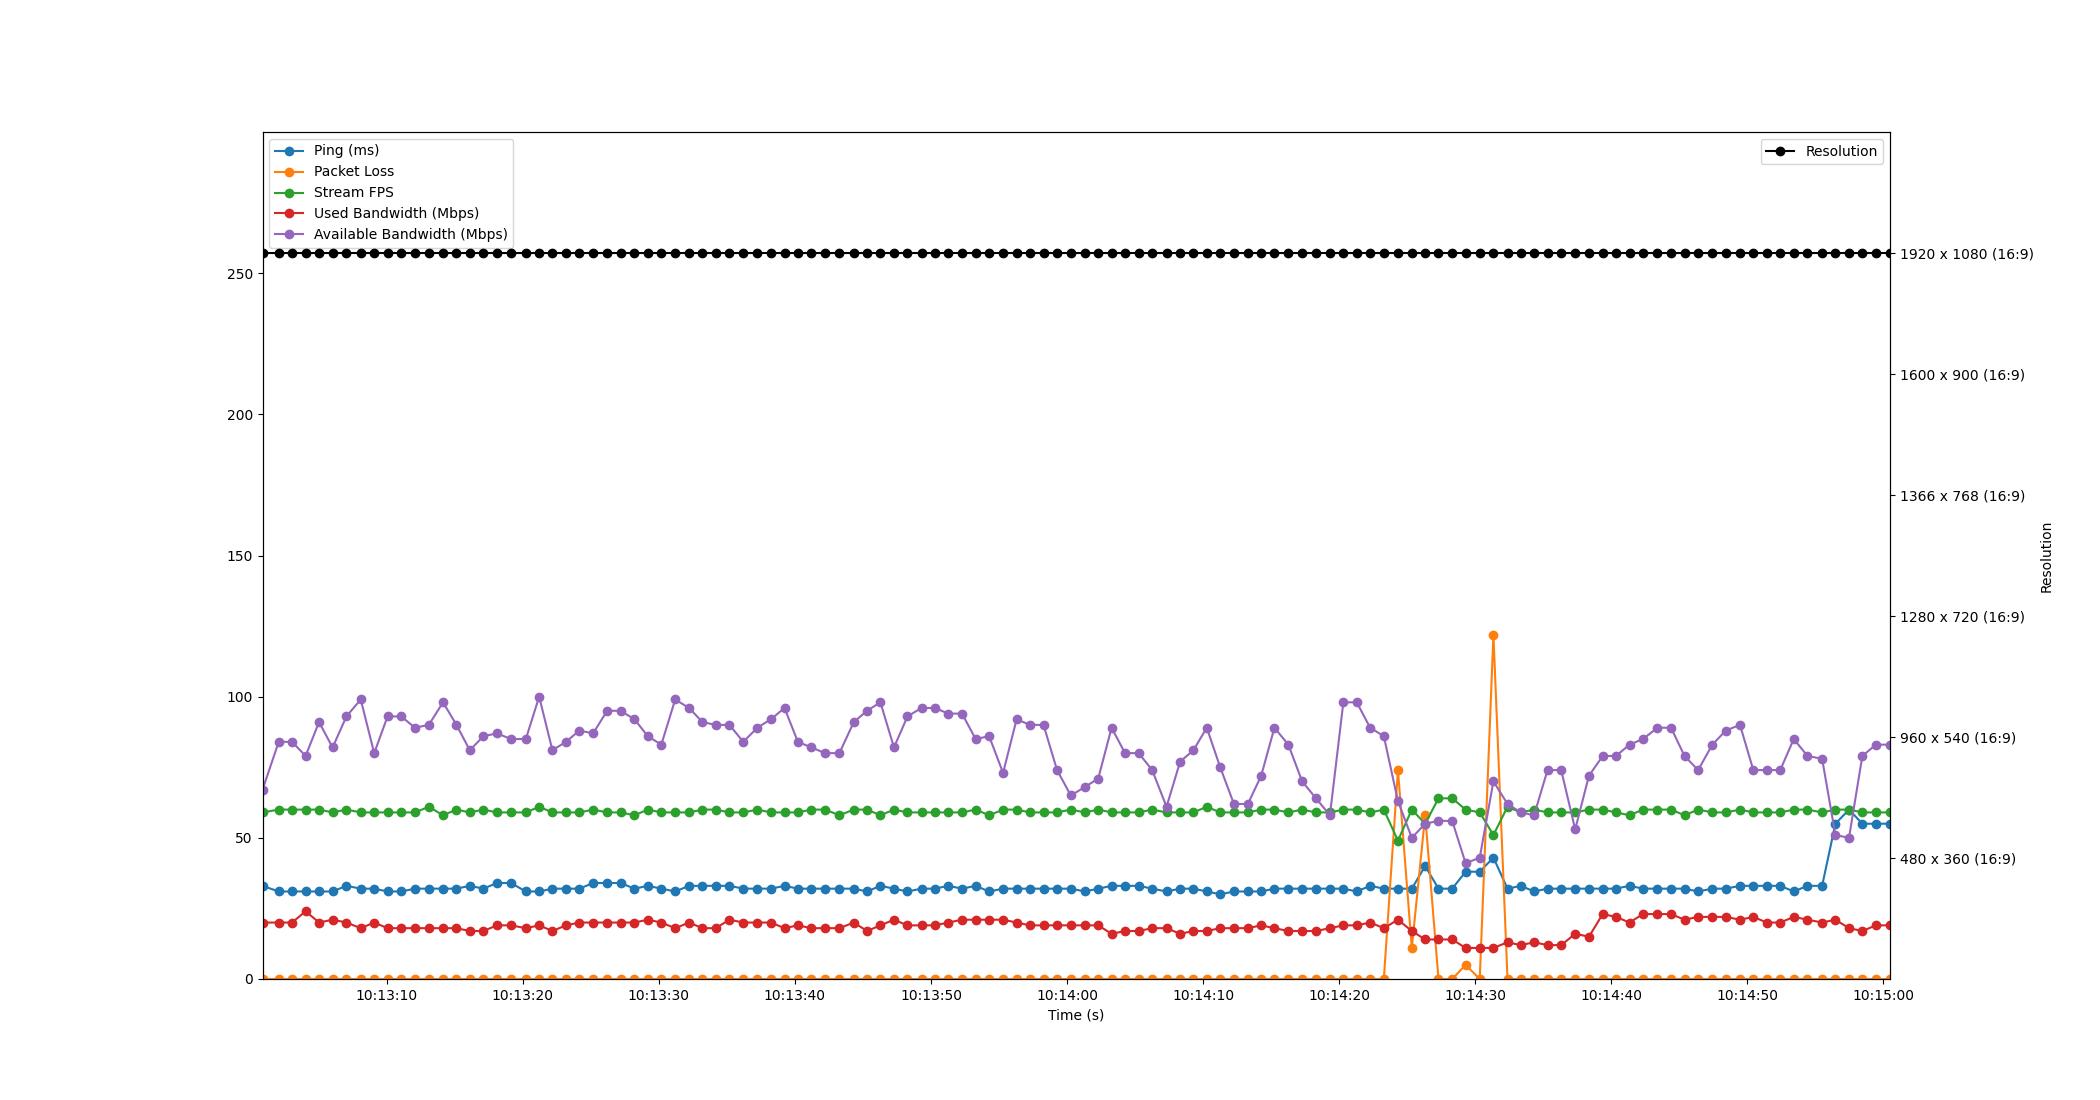 Ping (ms)
Packet Loss
Stream FPS
Used Bandwidth (Mbps)
Available Bandwidth (Mbps)
Resolution
250
200
150
100
50
0
1920 x 1080 (16:9)
1600 x 900 (16:9)
1366 x 768 (16:9)
1280 x 720 (16:9)
960 x 540 (16:9)
480 x 360 (16:9)
Resolution
10:13:10 10:13:20 10:13:30 10:13:40 10:13:50 10:14:00 10:14:10 10:14:20 10:14:30 10:14:40 10:14:50 10:15:00
Time (s)